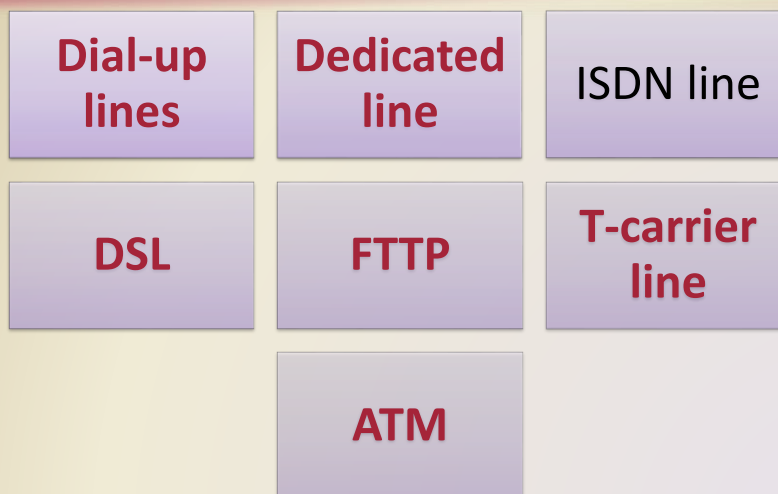 Dial-up
lines
Dedicated
line
ISDN line
DSL
FTTP
T-carrier
line
ATM